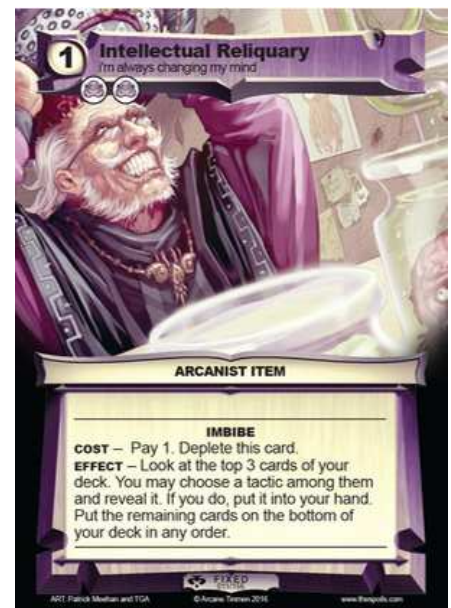 1
Intellectual Reliquary
i'm always changing my mind
ARCANIST ITEM
IMBIBE
COST – Pay 1. Deplete this card.
EFFECT – Look at the top 3 cards of your
deck. You may choose a tactic among them
and reveal it. If you do, put it into your hand.
Put the remaining cards on the bottom of
your deck in any order.
FIXED
ART: Patrick Meehan and TGA
© Arcane Tinmen 2016
www.thespoils.com